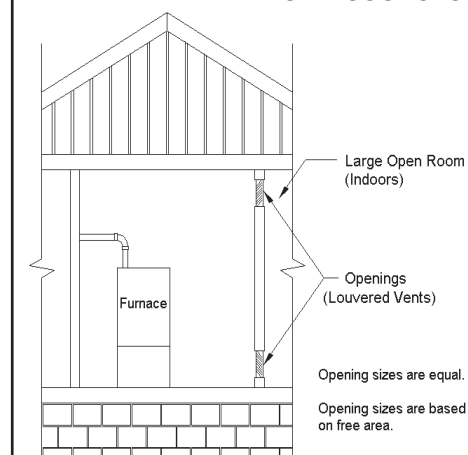 Large Open Room
(Indoors)
Furnace
Openings
(Louvered Vents)
Opening sizes are equal.
Opening sizes are based
on free area.